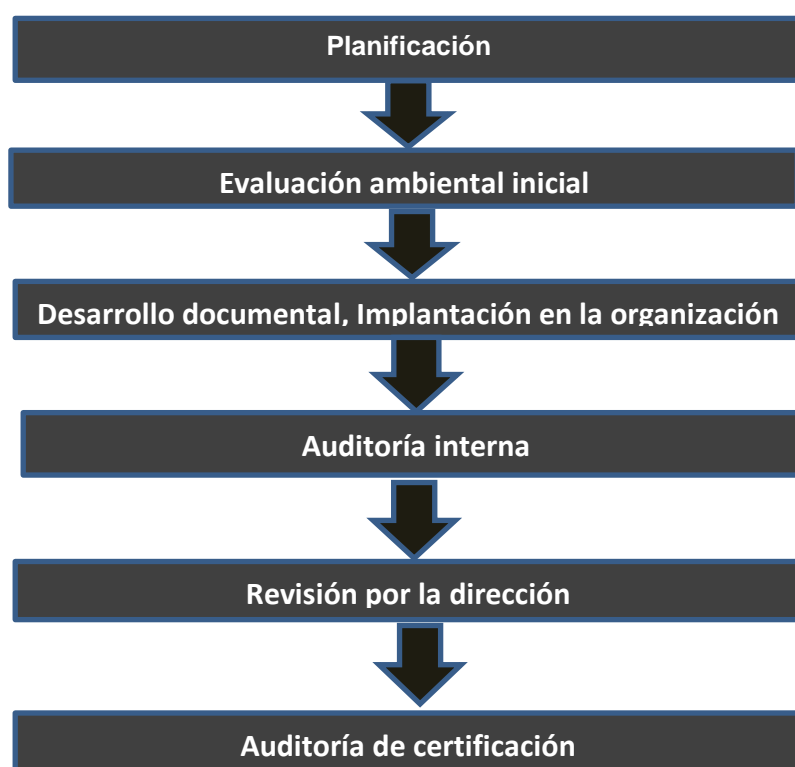 Planificación
Evaluación ambiental inicial
Desarrollo documental, Implantación en la organización
Auditoría interna
Revisión por la dirección
Auditoría de certificación